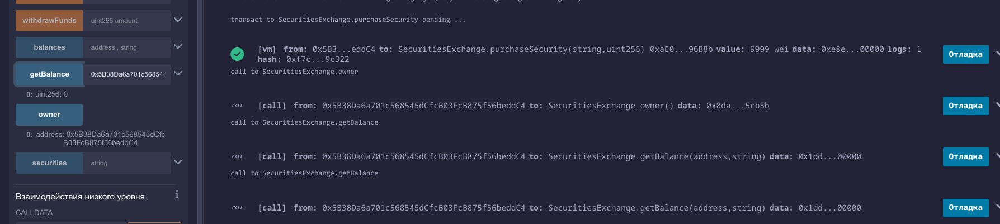 withdrawFunds uint256 amount
balances address , string
getBalance 0x5B38Da6a701c56854
0: uint256: 0
owner
0: address: 0x5B38Da6a701c568545dCfc
B03FcB875f56beddC4
securities string
Взаимодействия низкого уровня
CALLDATA
transact to SecuritiesExchange.purchaseSecurity pending ...
[vm] from: 0x5B3...eddC4 to: SecuritiesExchange.purchaseSecurity(string,uint256) 0xaE0...96B8b value: 9999 wei data: 0xe8e...00000 logs: 1
hash: 0xf7c...9c322
Отладка
call to SecuritiesExchange.owner
CALL [call] from: 0x5B38Da6a701c568545dCfcB03FcB875f56beddC4 to: SecuritiesExchange.owner() data: 0x8da...5cb5b Отладка
call to SecuritiesExchange.getBalance
CALL [call] from: 0x5B38Da6a701c568545dCfcB03FcB875f56beddC4 to: SecuritiesExchange.getBalance(address,string) data: 0x1dd...00000 Отладка
call to SecuritiesExchange.getBalance
CALL [call] from: 0x5B38Da6a701c568545dCfcB03FcB875f56beddC4 to: SecuritiesExchange.getBalance(address,string) data: 0x1dd...00000 Отладка